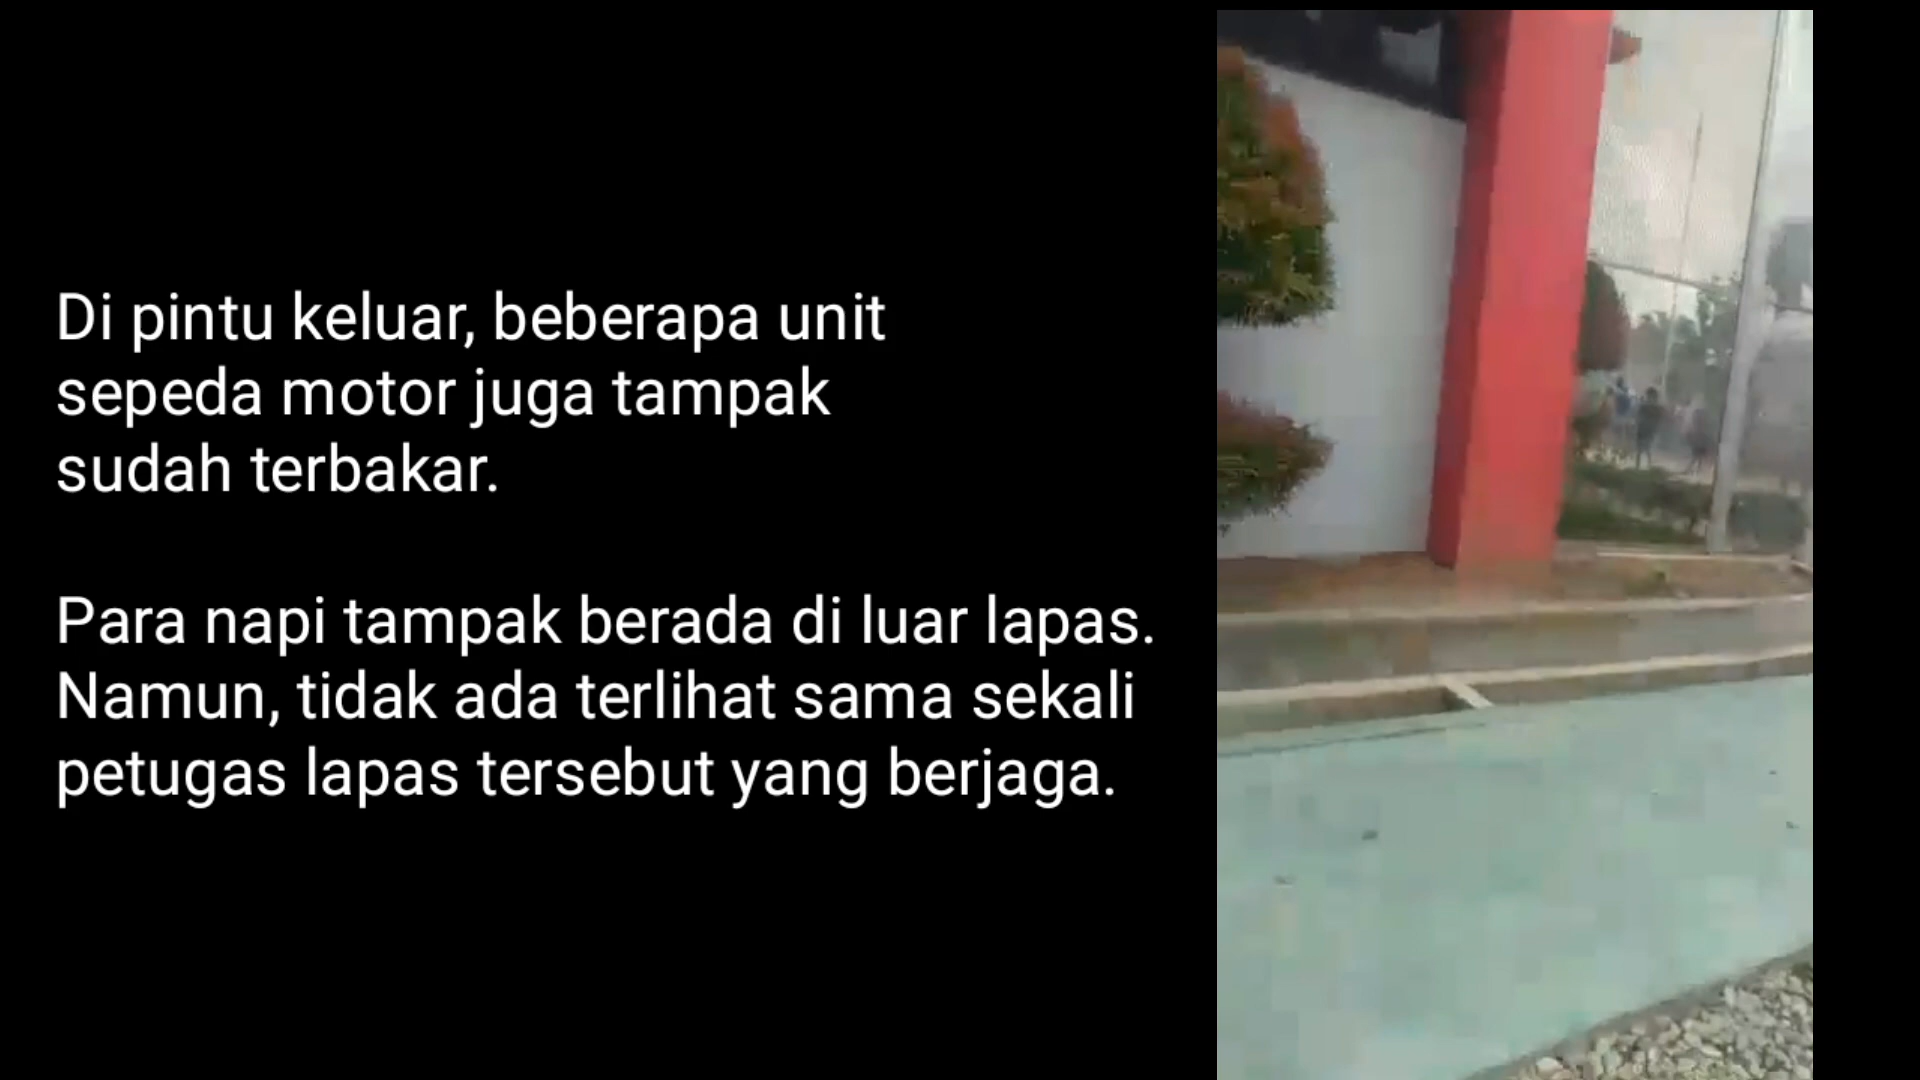 Di pintu keluar, beberapa unit
sepeda motor juga tampak
sudah terbakar.
Para napi tampak berada di luar lapas.
Namun, tidak ada terlihat sama sekali
petugas lapas tersebut yang berjaga.